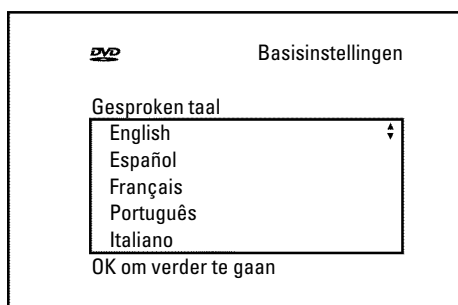 DVD Basisinstellingen
Gesproken taal
English
Español
Français
Português
Italiano
OK om verder te gaan